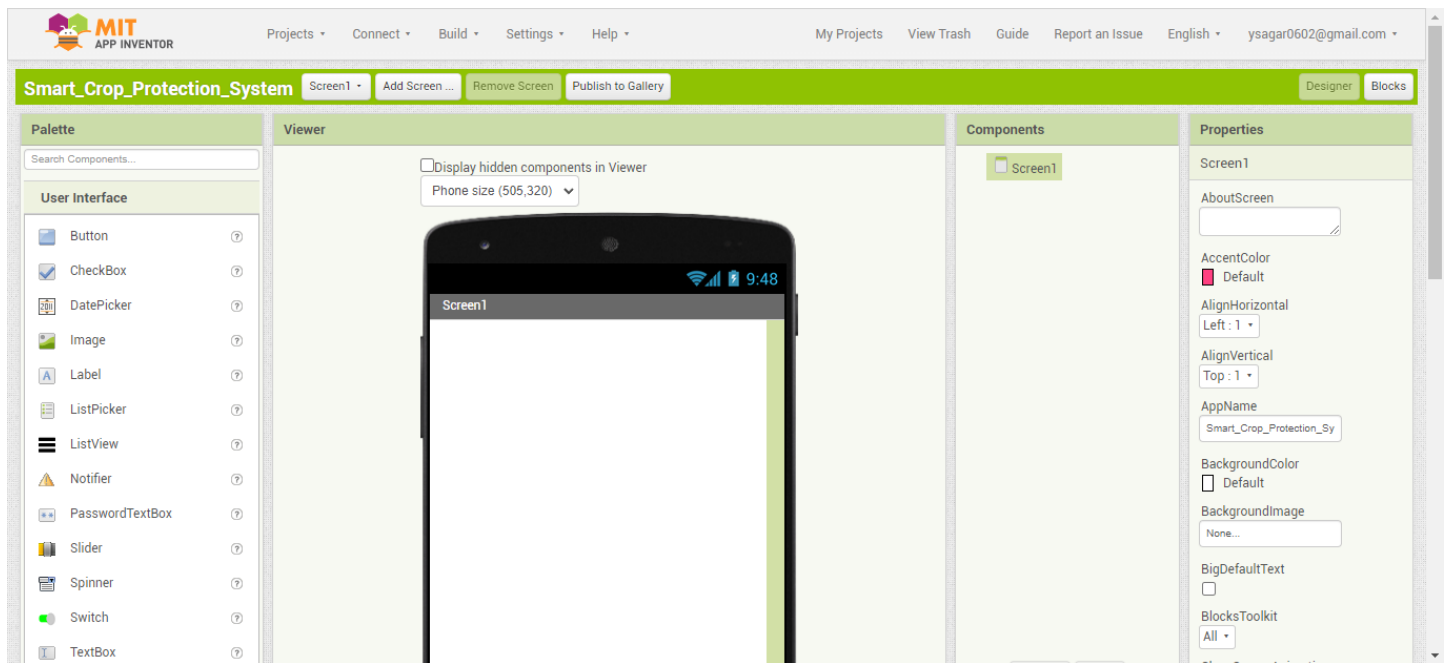 MIT
APP INVENTOR
Projects Connect Build Settings Help My Projects View Trash Guide Report an Issue English ysagar0602@gmail.com
Smart_Crop_Protection_System Screen1 Add Screen ... Remove Screen Publish to Gallery Designer Blocks
Palette
Search Components...
User Interface
Button
CheckBox
2011
DatePicker
Image
A
Label
ListPicker
ListView
Notifier
PasswordTextBox
Slider
Spinner
Switch
TextBox
Viewer
Display hidden components in Viewer
Phone size (505,320)
9:48
Screen1
Components
Screen1
Properties
Screen1
AboutScreen
AccentColor
Default
AlignHorizontal
Left : 1
AlignVertical
Top : 1
AppName
Smart_Crop_Protection_Sy
BackgroundColor
Default
BackgroundImage
None...
BigDefaultText
BlocksToolkit
All